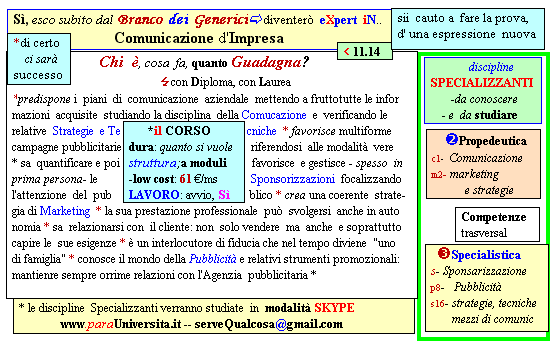 Sì, esco subito dal Branco dei Generici⇨ diventerò eXpert iN..
Comunicazione d'Impresa
sii cauto a fare la prova,
d' una espressione nuova
*di certo
ci sarà
successo
< 11.14
Chi è, cosa fa, quanto Guadagna?
con Diploma, con Laurea
*predispone i piani di comunicazione aziendale mettendo a fruttotutte le infor
mazioni acquisite studiando la disciplina della Comucazione e verificando le
relative Strategie e Te
cniche * favorisce multiforme
campagne pubblicitarie
riferendosi alle modalità vere
* sa quantificare e poi
favorisce e gestisce - spesso in
prima persona- le
Sponsorizzazioni focalizzando
l'attenzione del pub
blico * crea una coerente strate-
gia di Marketing * la sua prestazione professionale può svolgersi anche in auto
nomia * sa relazionarsi con il cliente: non solo vendere ma anche e soprattutto
capire le sue esigenze * è un interlocutore di fiducia che nel tempo diviene "uno
di famiglia" * conosce il mondo della Pubblicità e relativi strumenti promozionali:
mantienre sempre orrime relazioni con l'Agenzia pubblicitaria *
*il CORSO
dura: quanto si vuole
struttura;a moduli
-low cost: 61 €/ms
LAVORO: avvio, Sì
disciplina
SPECIALIZZANTI
-da conoscere
- e da studiare
❷Propedeutica
c1- Comunicazione
m2- marketing
e strategie
Competenze
trasversal
❸Specialistica
s- Sponsarizzazione
p8- Pubblicità
s16- strategie, tecniche
mezzi di comunic
* le discipline Specializzanti verranno studiate in modalità SKYPE
www.paraUniversita.it -- serveQualcosa@gmail.com